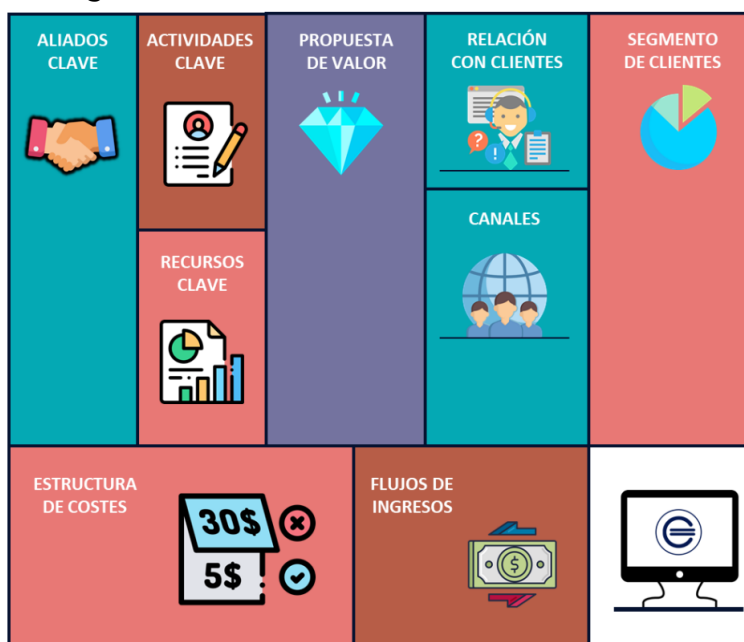 ALIADOS
CLAVE
ACTIVIDADES
CLAVE
PROPUESTA
DE VALOR
RELACIÓN
CON CLIENTES
SEGMENTO
DE CLIENTES
RECURSOS
CLAVE
CANALES
ESTRUCTURA
DE COSTES
30$
5$
FLUJOS DE
INGRESOS